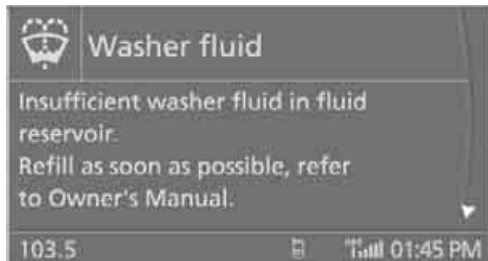 Washer fluid
Insufficient washer fluid in fluid
reservoir.
Refill as soon as possible, refer
to Owner's Manual.
103.5 01:45 PM